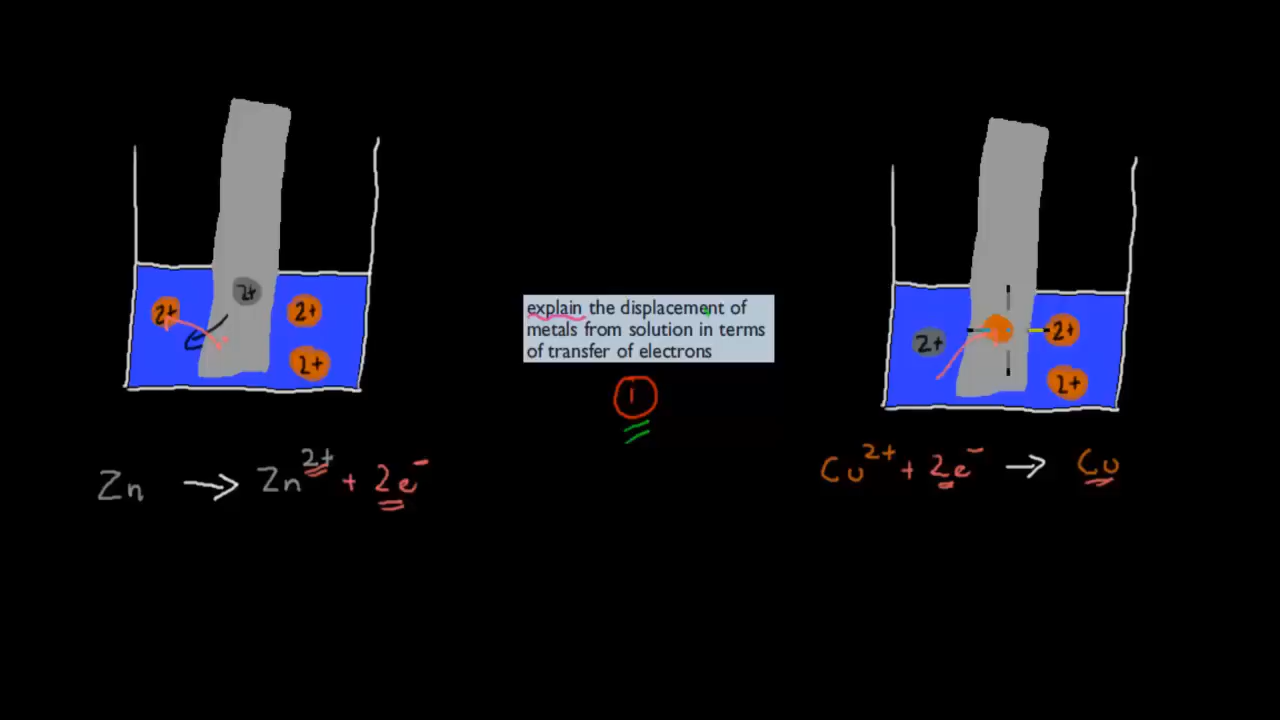 2+
2+
2+
2+
explain the displacement of
metals from solution in terms
of transfer of electrons
1
2+
2+
2+
Zn → Zn²⁺ + 2e⁻
Cu²⁺ + 2e⁻ → Cu